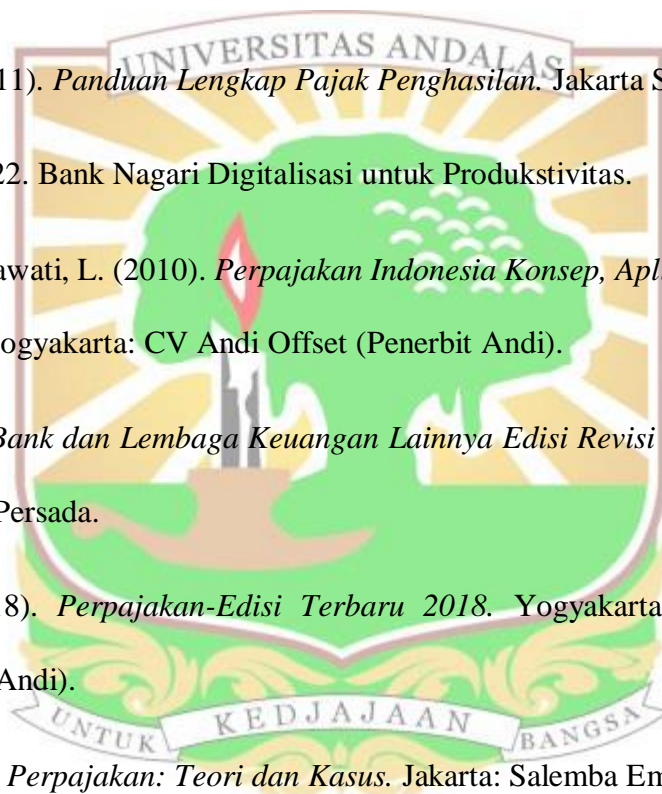 UNIVERSITAS ANDALAS
11). Panduan Lengkap Pajak Penghasilan. Jakarta S
22. Bank Nagari Digitalisasi untuk Produkstivitas.
awati, L. (2010). Perpajakan Indonesia Konsep, Apl
ogyakarta: CV Andi Offset (Penerbit Andi).
Bank dan Lembaga Keuangan Lainnya Edisi Revisi
Persada.
18). Perpajakan-Edisi Terbaru 2018. Yogyakarta
Andi).
UNTUK KEDJAJAAN BANGSA
Perpajakan: Teori dan Kasus. Jakarta: Salemba Em